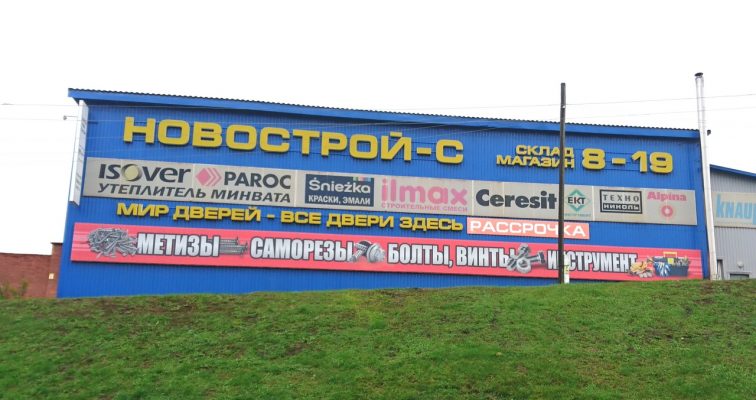 НОВОСТРОЙ-С
СКЛАД
МАГАЗИН
8-19
ISOVER PAROC
УТЕПЛИТЕЛЬ МИНВАТА
Śnieżka
КРАСКИ, ЭМАЛИ
ilmax
СТРОИТЕЛЬНЫЕ СМЕСИ
Ceresit
ЕКТ
ТЕХНО
НИКОЛЬ
Alpina
KNAUF
МИР ДВЕРЕЙ - ВСЕ ДВЕРИ ЗДЕСЬ РАССРОЧКА
МЕТИЗЫ САМОРЕЗЫ БОЛТЫ, ВИНТЫ ИНСТРУМЕНТ